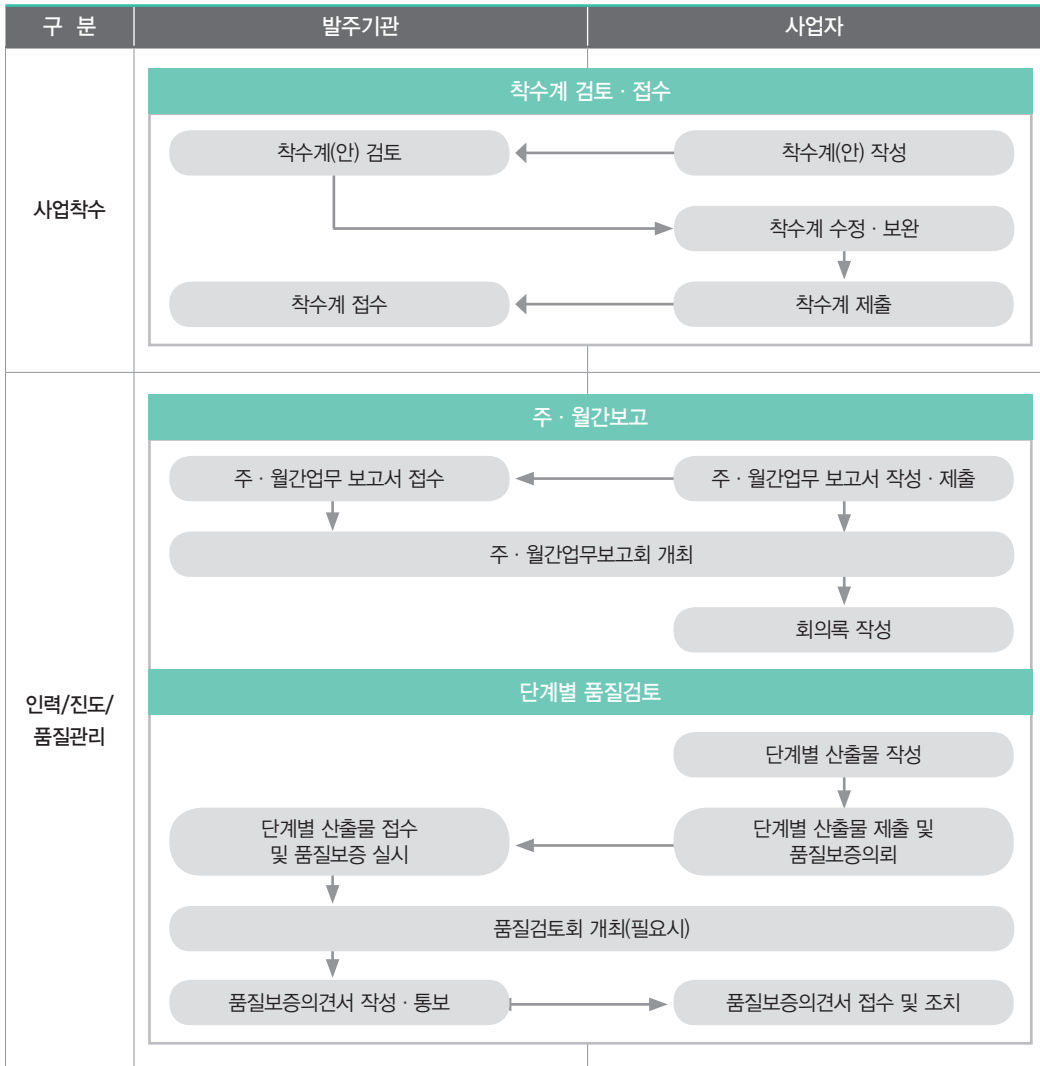 구 분
발주기관
사업자
착수계 검토 · 접수
착수계(안) 검토
착수계(안) 작성
사업착수
착수계 수정 · 보완
착수계 접수
착수계 제출
주 · 월간보고
주 · 월간업무 보고서 접수
주 · 월간업무 보고서 작성 · 제출
주 · 월간업무보고회 개최
회의록 작성
인력/진도/
품질관리
단계별 품질검토
단계별 산출물 작성
단계별 산출물 접수
및 품질보증 실시
단계별 산출물 제출 및
품질보증의뢰
품질검토회 개최(필요시)
품질보증의견서 작성 · 통보
품질보증의견서 접수 및 조치